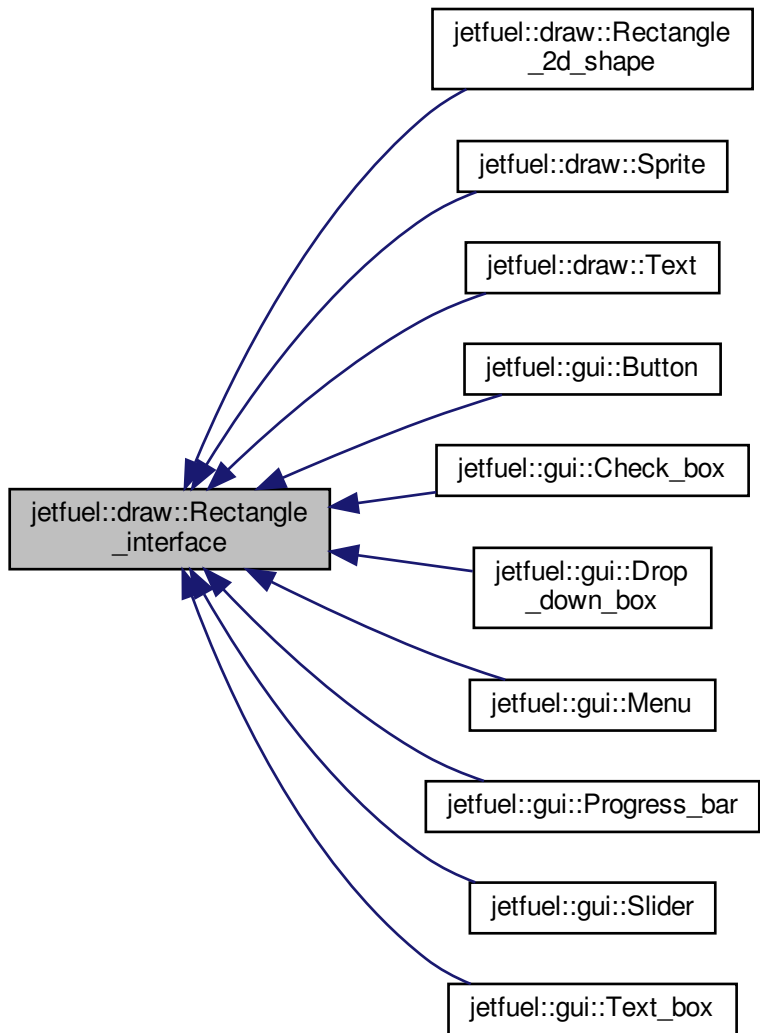 jetfuel::draw::Rectangle
_2d_shape
jetfuel::draw::Sprite
jetfuel::draw::Text
jetfuel::gui::Button
jetfuel::gui::Check_box
jetfuel::draw::Rectangle
_interface
jetfuel::gui::Drop
_down_box
jetfuel::gui::Menu
jetfuel::gui::Progress_bar
jetfuel::gui::Slider
jetfuel::gui::Text_box